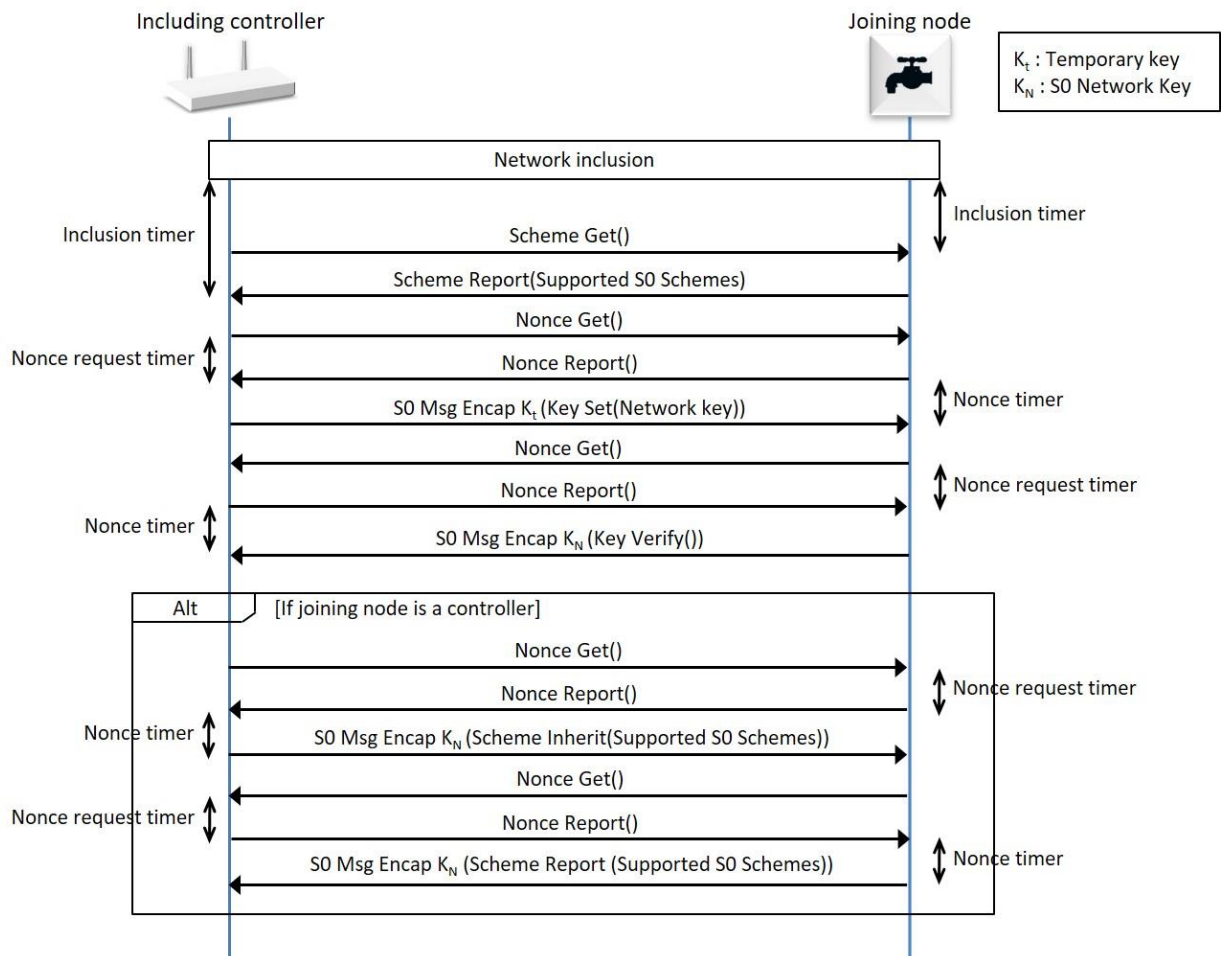 Including controller
Joining node
Kₜ : Temporary key
K_N : S0 Network Key
Network inclusion
Inclusion timer
Inclusion timer
Scheme Get()
Scheme Report(Supported S0 Schemes)
Nonce Get()
Nonce request timer
Nonce Report()
Nonce timer
S0 Msg Encap Kₜ (Key Set(Network key))
Nonce Get()
Nonce request timer
Nonce Report()
Nonce timer
S0 Msg Encap K_N (Key Verify())
Alt
[If joining node is a controller]
Nonce Get()
Nonce request timer
Nonce Report()
Nonce timer
S0 Msg Encap K_N (Scheme Inherit(Supported S0 Schemes))
Nonce Get()
Nonce request timer
Nonce Report()
Nonce timer
S0 Msg Encap K_N (Scheme Report (Supported S0 Schemes))